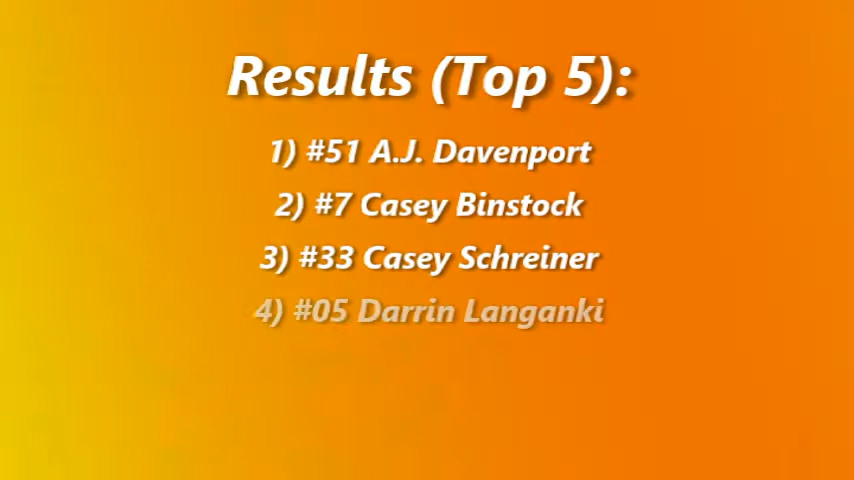 Results (Top 5):
1) #51 A.J. Davenport
2) #7 Casey Binstock
3) #33 Casey Schreiner
4) #05 Darrin Langanki